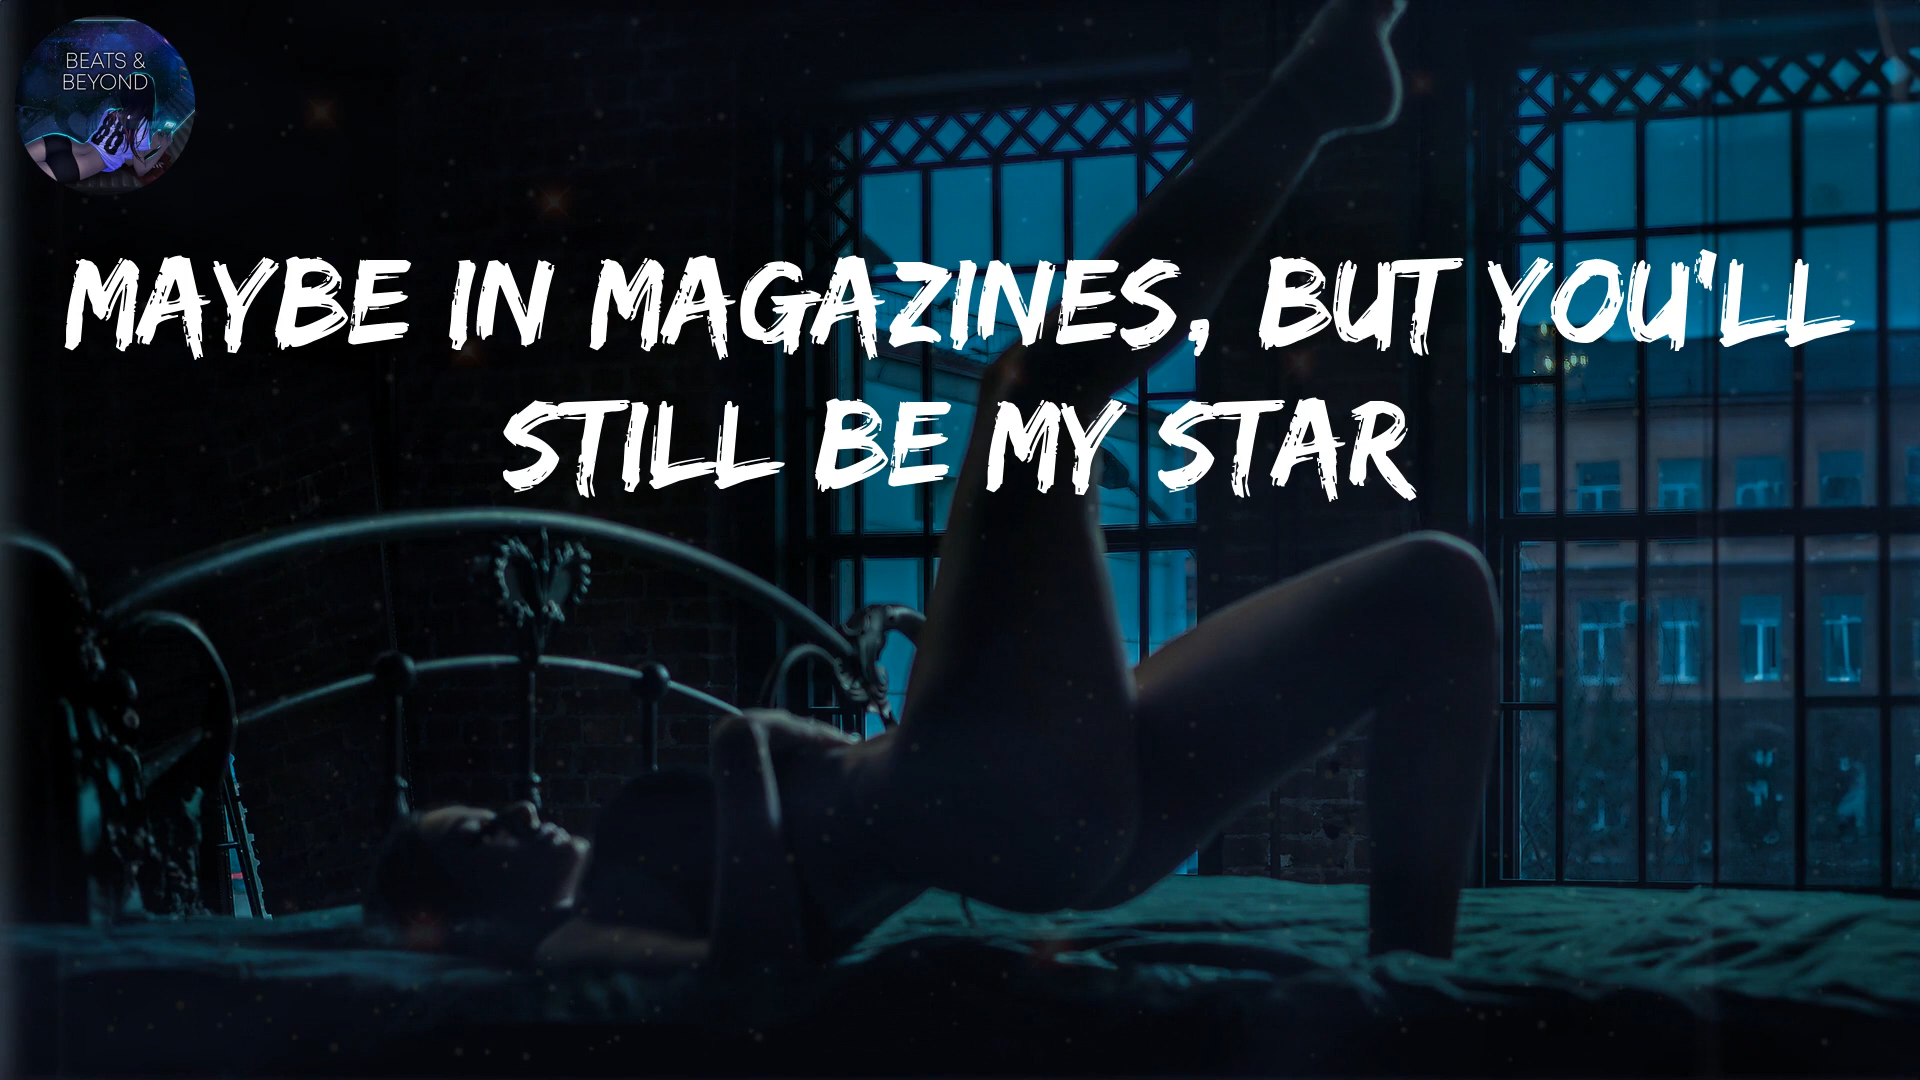 BEATS &
BEYOND
MAYBE IN MAGAZINES, BUT YOU'LL
STILL BE MY STAR